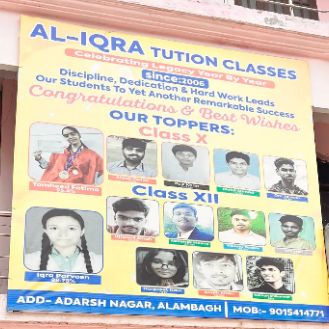 AL-IQRA TUTION CLASSES
Celebrating Legacy Year By Year
since:2006
Discipline, Dedication & Hard Work Leads
Our Students To Yet Another Remarkable Success
Congratulations & Best Wishes
OUR TOPPERS:
Class X
Class XII
Iqra Parveen
ADD- ADARSH NAGAR, ALAMBAGH MOB:- 9015414771